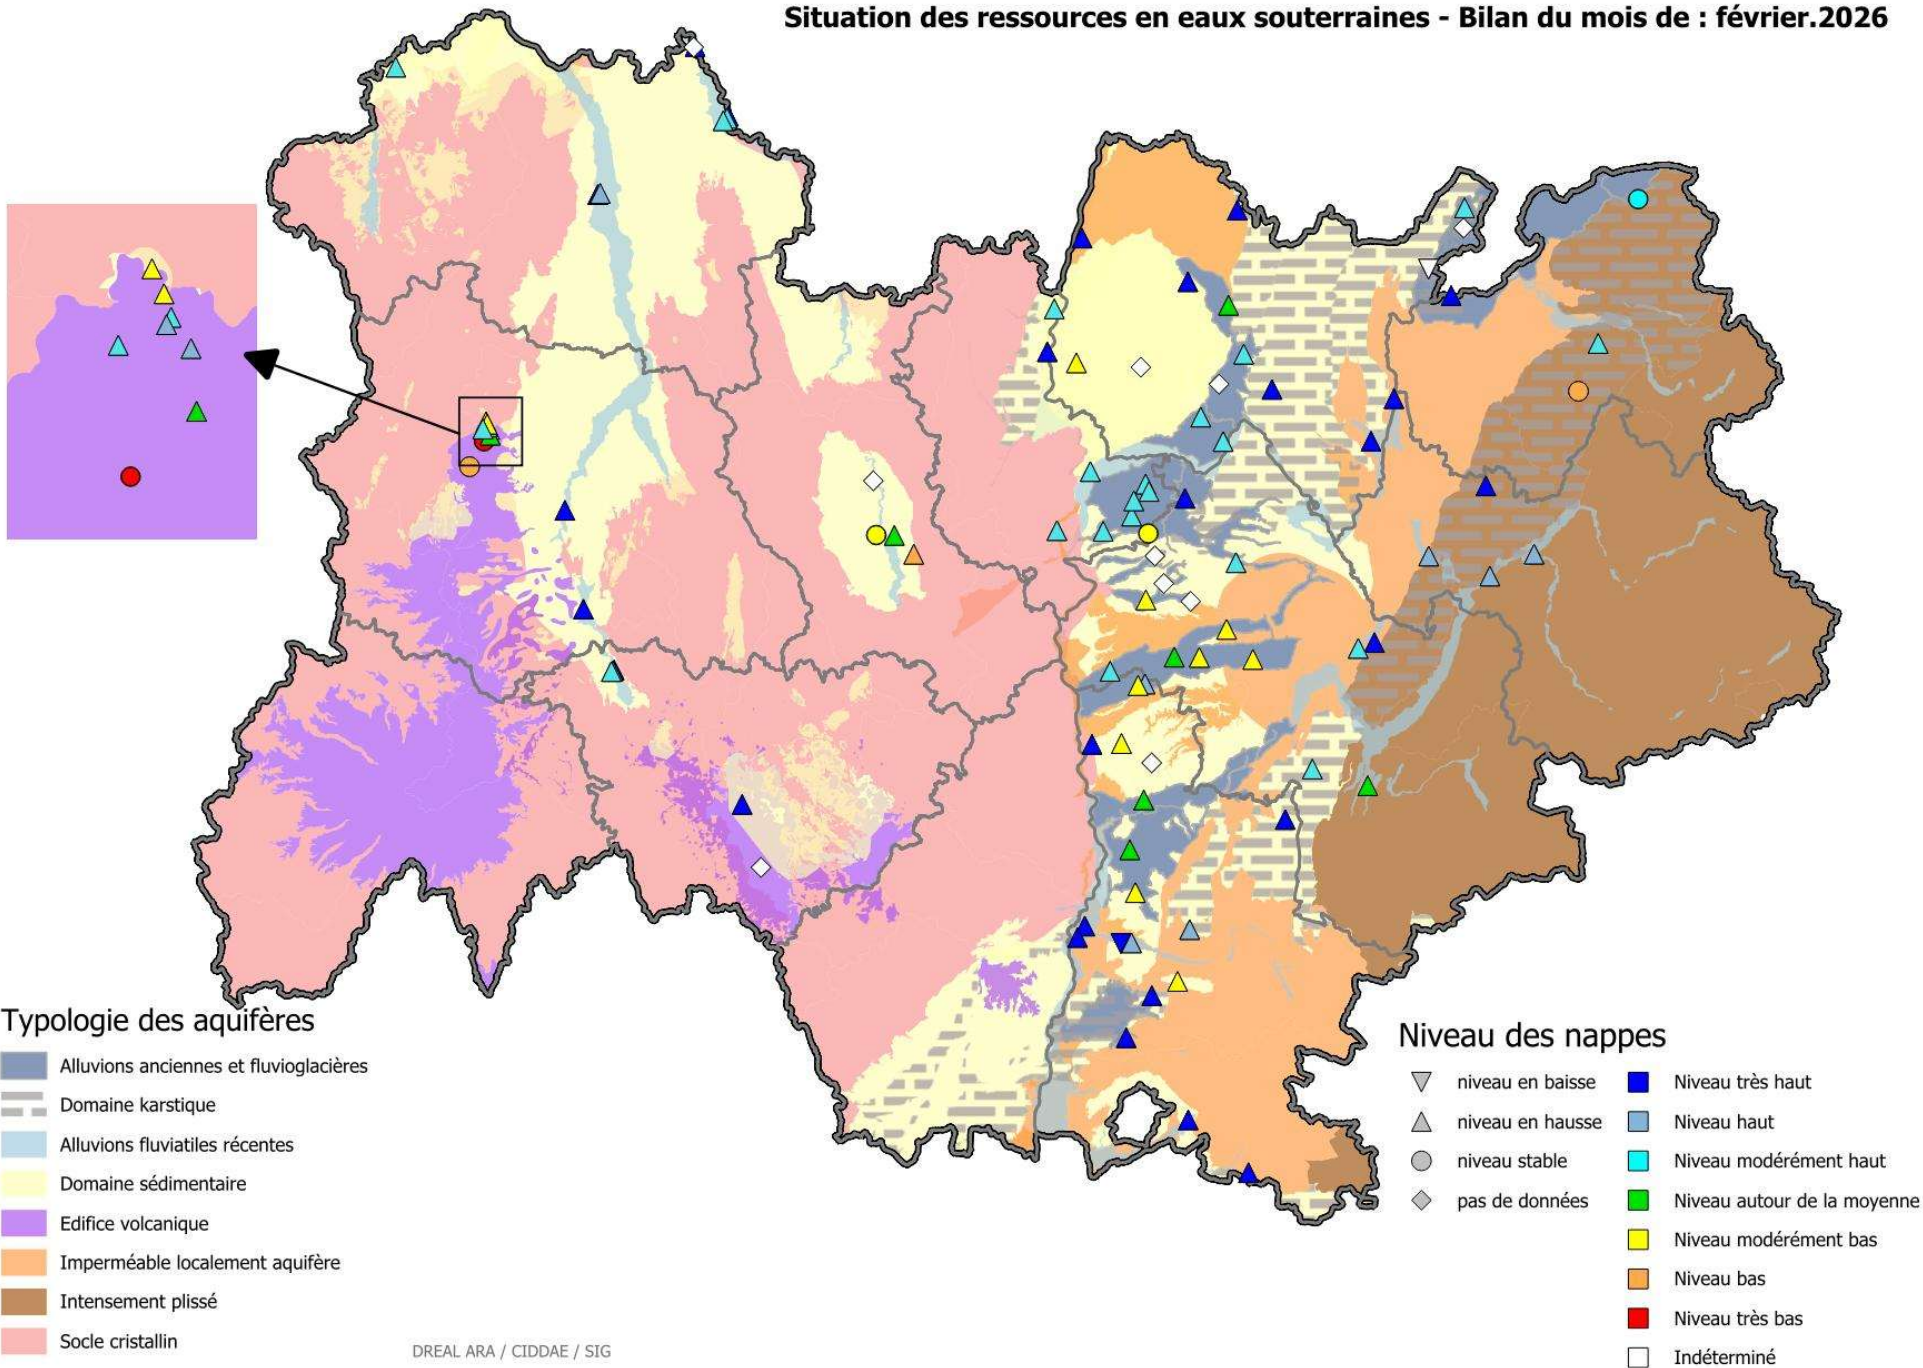 Situation des ressources en eaux souterraines - Bilan du mois de : février.2026
Typologie des aquifères
Alluvions anciennes et fluvioglacières
Domaine karstique
Alluvions fluviatiles récentes
Domaine sédimentaire
Edifice volcanique
Imperméable localement aquifère
Intensement plissé
Socle cristallin
DREAL ARA / CIDDAE / SIG
Niveau des nappes
niveau en baisse
niveau en hausse
niveau stable
pas de données
Niveau très haut
Niveau haut
Niveau modérément haut
Niveau autour de la moyenne
Niveau modérément bas
Niveau bas
Niveau très bas
Indéterminé